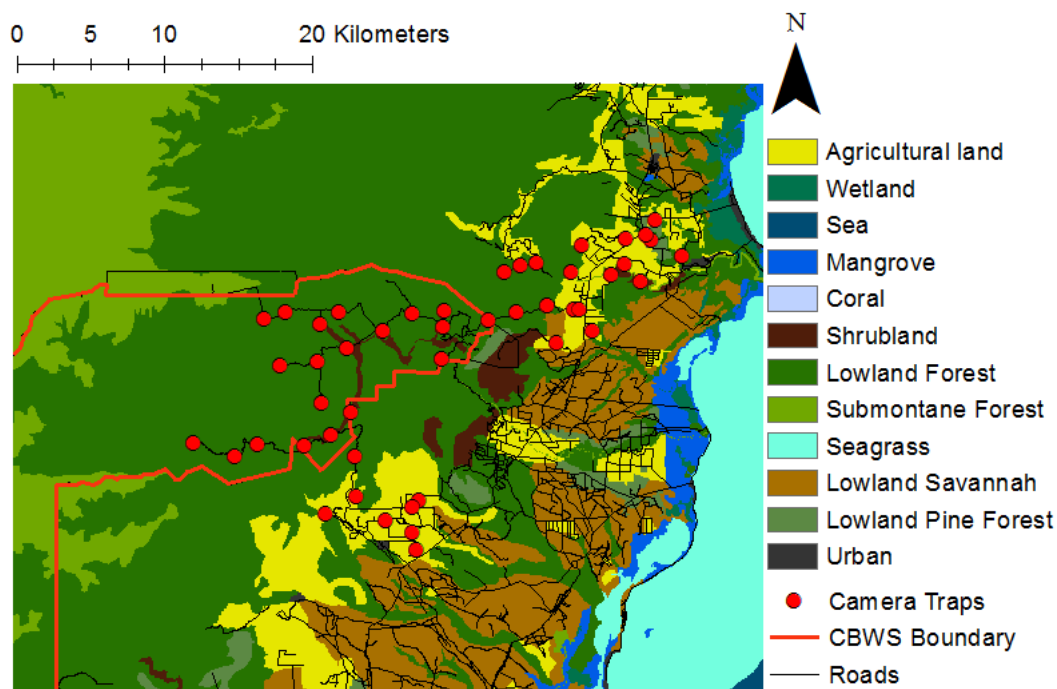 0 5 10 20 Kilometers
N
Agricultural land
Wetland
Sea
Mangrove
Coral
Shrubland
Lowland Forest
Submontane Forest
Seagrass
Lowland Savannah
Lowland Pine Forest
Urban
Camera Traps
CBWS Boundary
Roads